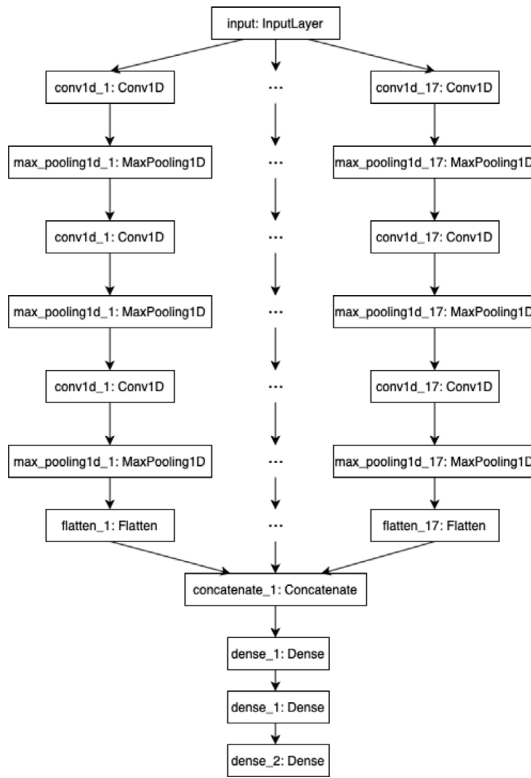 input: InputLayer
conv1d_1: Conv1D ... conv1d_17: Conv1D
max_pooling1d_1: MaxPooling1D ... max_pooling1d_17: MaxPooling1D
conv1d_1: Conv1D ... conv1d_17: Conv1D
max_pooling1d_1: MaxPooling1D ... max_pooling1d_17: MaxPooling1D
conv1d_1: Conv1D ... conv1d_17: Conv1D
max_pooling1d_1: MaxPooling1D ... max_pooling1d_17: MaxPooling1D
flatten_1: Flatten ... flatten_17: Flatten
concatenate_1: Concatenate
dense_1: Dense
dense_1: Dense
dense_2: Dense